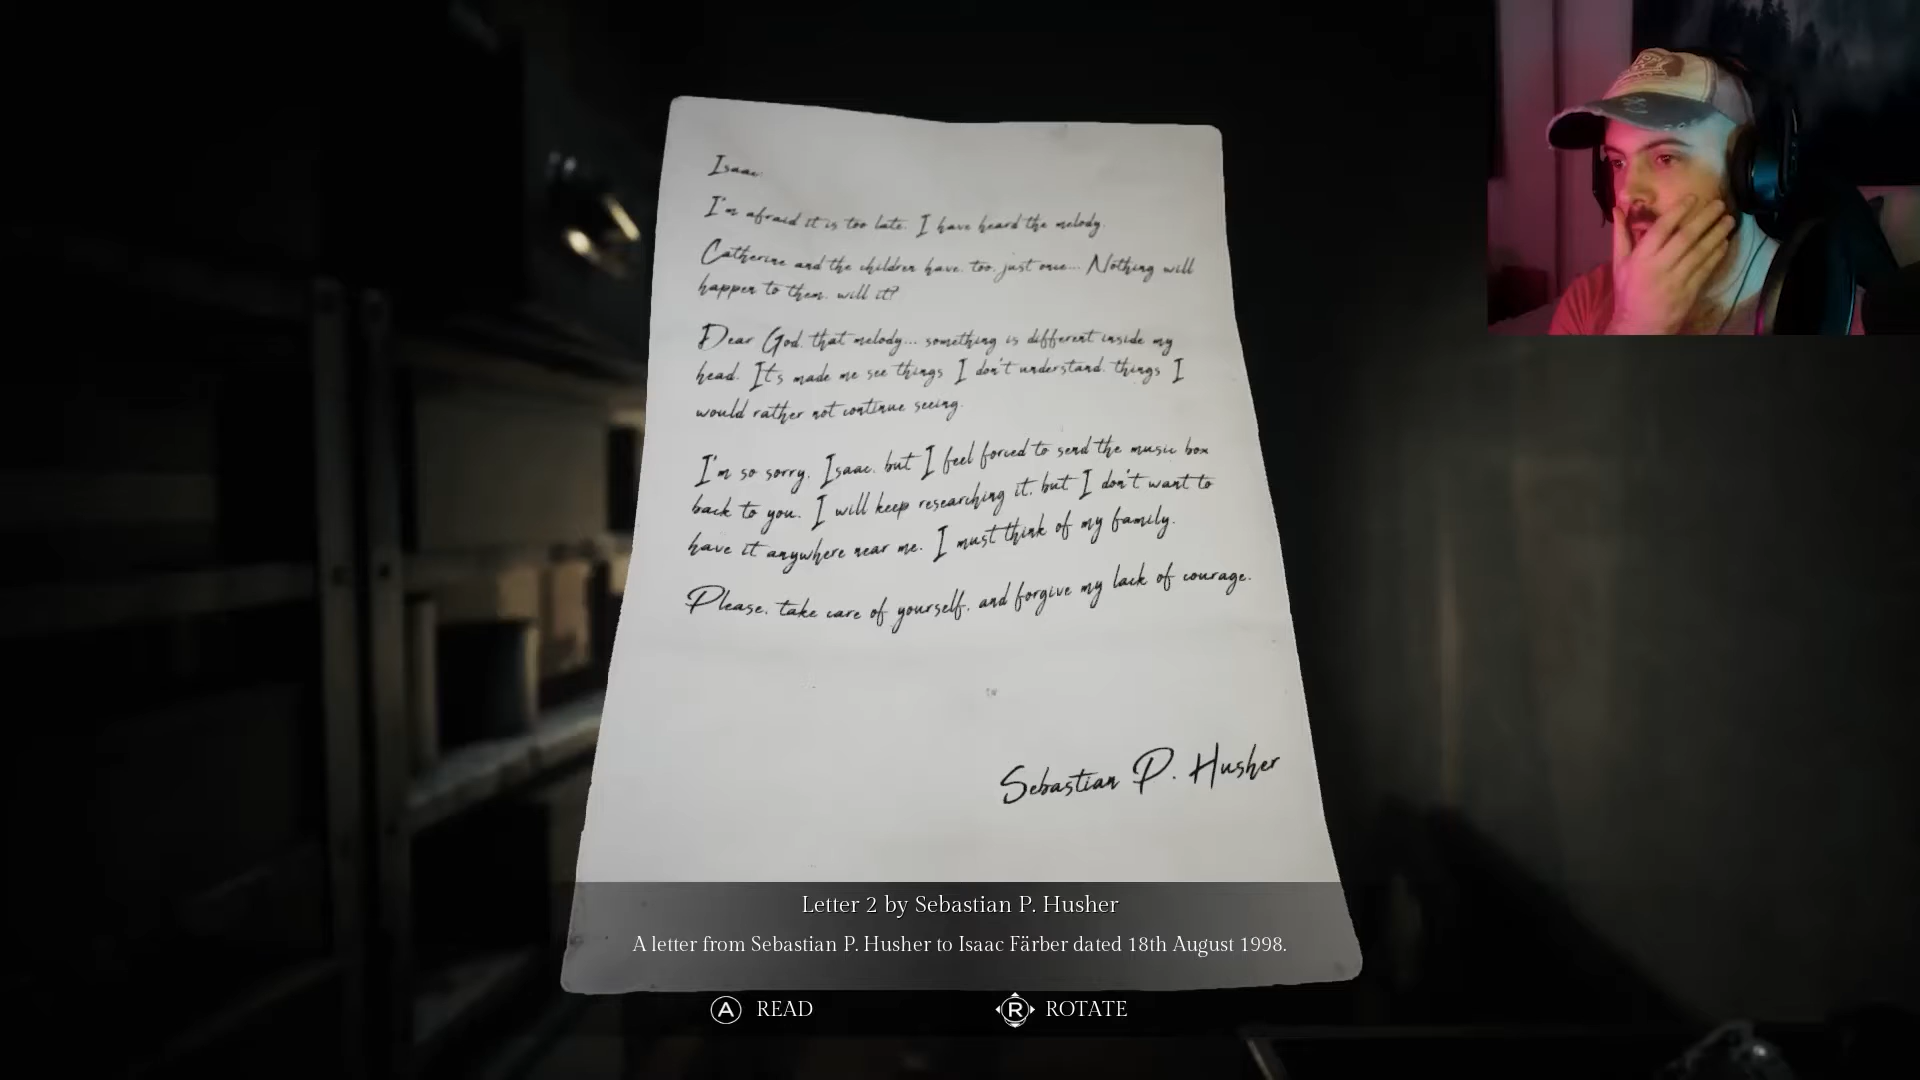 Isaac:
I'm afraid it is too late. I have heard the melody.
Catherine and the children have, too, just once... Nothing will
happen to them, will it?
Dear God, that melody... something is different inside my
head. It's made me see things I don't understand, things I
would rather not continue seeing.
I'm so sorry, Isaac, but I feel forced to send the music box
back to you. I will keep researching it, but I don't want to
have it anywhere near me. I must think of my family.
Please, take care of yourself, and forgive my lack of courage.
Sebastian P. Husher
Letter 2 by Sebastian P. Husher
A letter from Sebastian P. Husher to Isaac Färber dated 18th August 1998.
A READ
R ROTATE